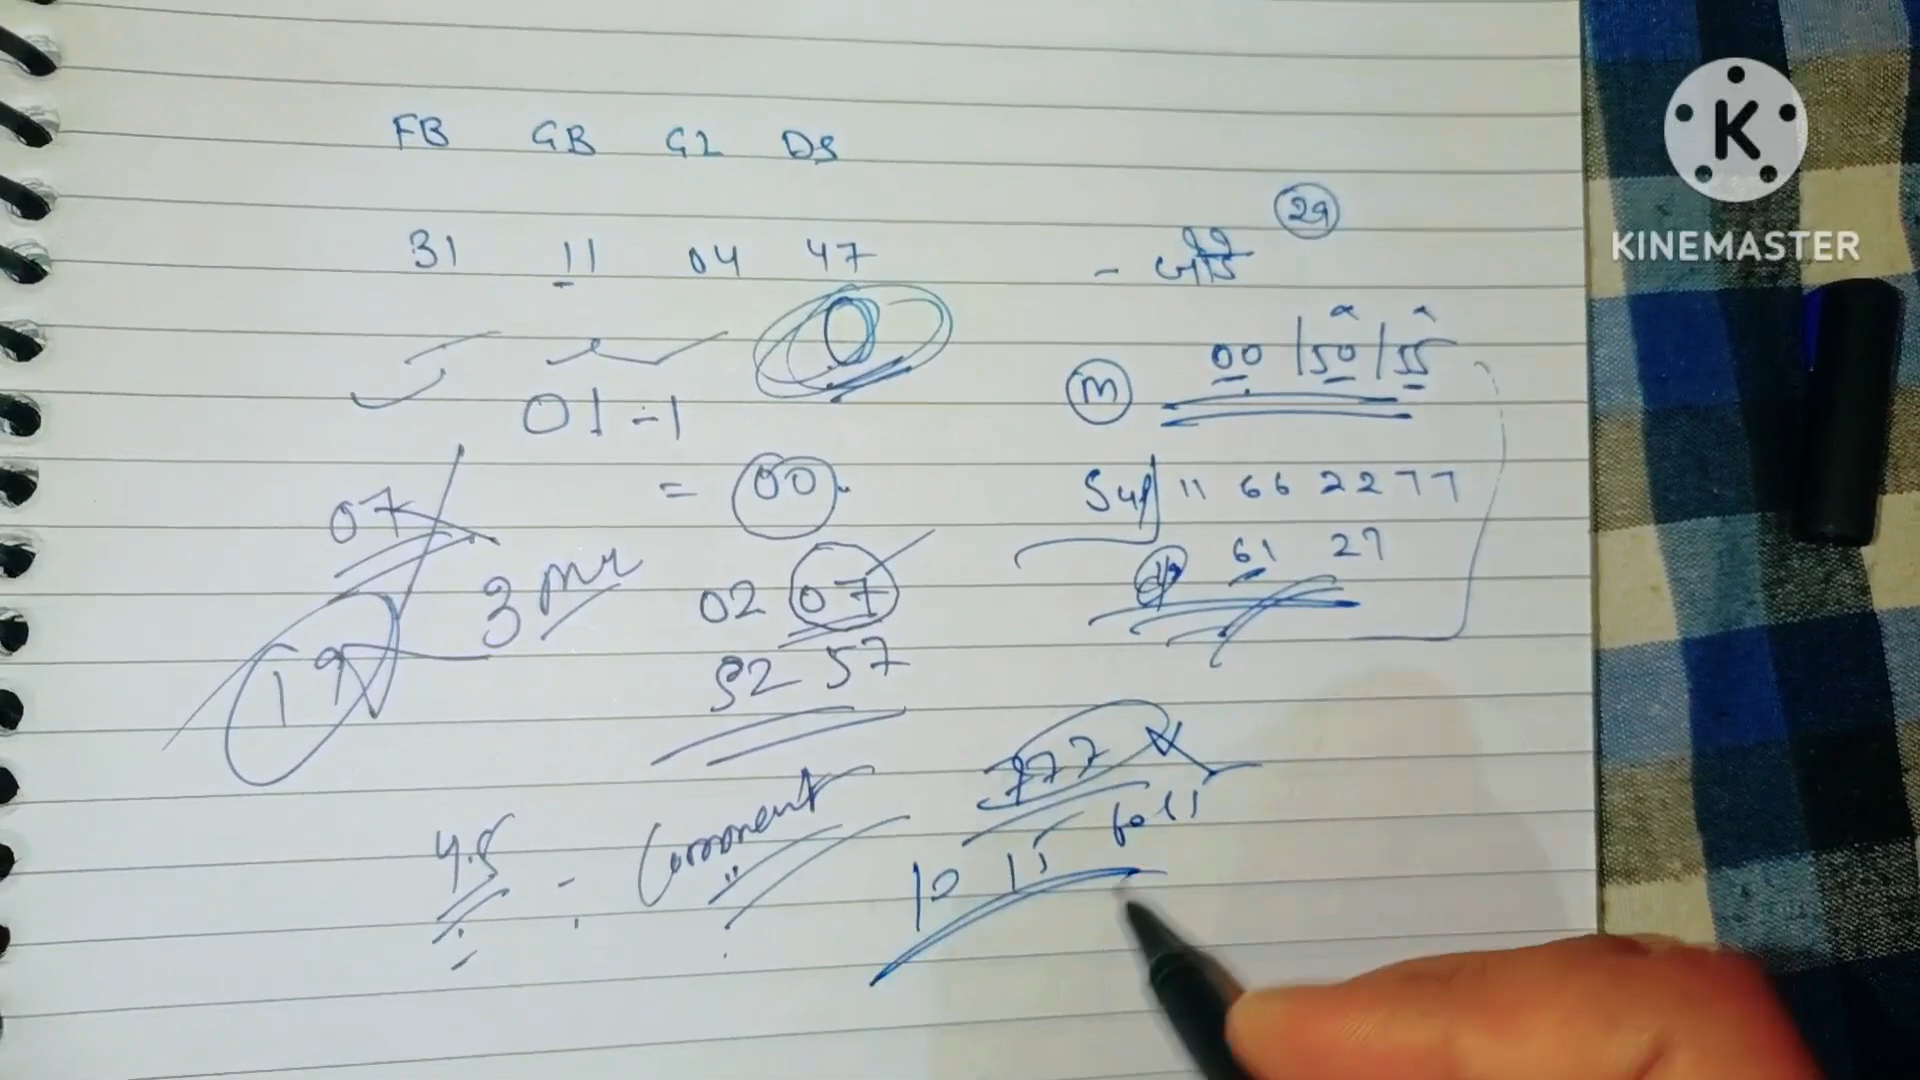 FB GB GL DS
29
31 11 04 47
0
- जोड़
00 | 50 | 55
M
01 - 1
Sup 11 66 22 77
= 00
07
61 27
3
02 07
52 57
19
777
4.5 - Comment
10 15 60 51
K
KINEMASTER